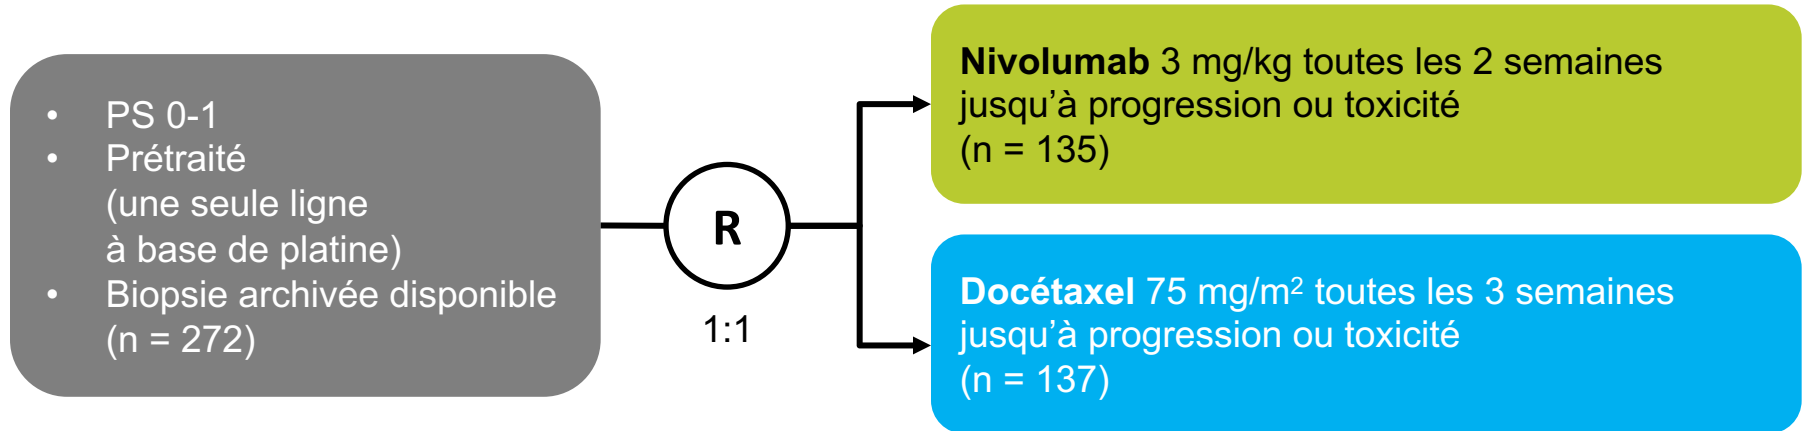 • PS 0-1
• Prétraité
(une seule ligne
à base de platine)
• Biopsie archivée disponible
(n = 272)
R
1:1
Nivolumab 3 mg/kg toutes les 2 semaines
jusqu’à progression ou toxicité
(n = 135)
Docétaxel 75 mg/m² toutes les 3 semaines
jusqu’à progression ou toxicité
(n = 137)